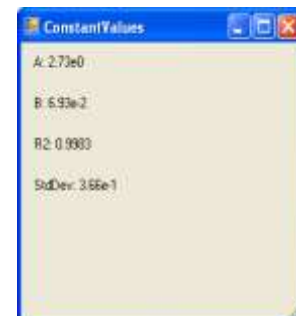 ConstantValues
A: 2.73e0
B: 6.93e-2
R2: 0.9983
StdDev: 3.66e-1